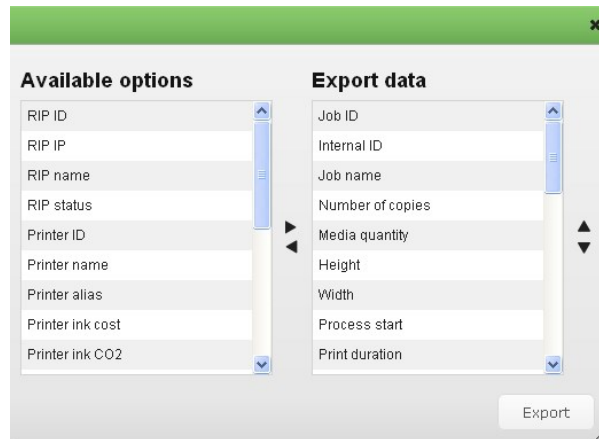 Available options
RIP ID
RIP IP
RIP name
RIP status
Printer ID
Printer name
Printer alias
Printer ink cost
Printer ink CO2
Export data
Job ID
Internal ID
Job name
Number of copies
Media quantity
Height
Width
Process start
Print duration
Export